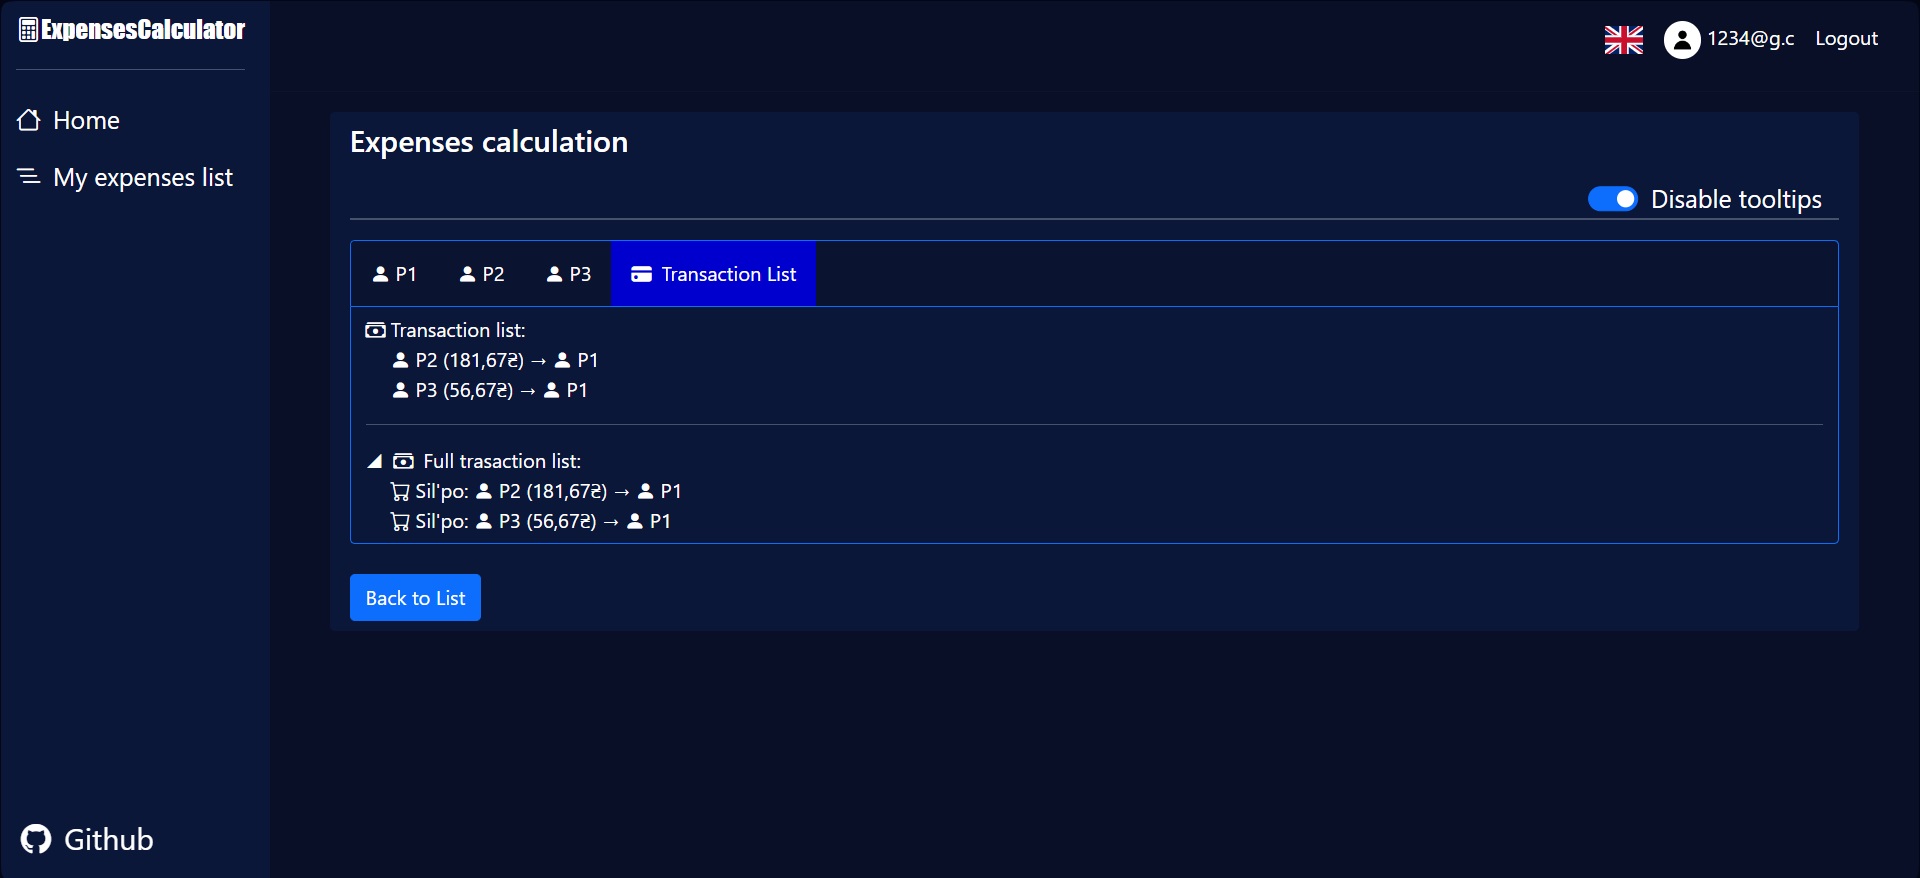 ExpensesCalculator
1234@g.c Logout
Home
My expenses list
Expenses calculation
Disable tooltips
P1 P2 P3 Transaction List
Transaction list:
P2 (181,67₴) → P1
P3 (56,67₴) → P1
Full trasaction list:
Sil'po: P2 (181,67₴) → P1
Sil'po: P3 (56,67₴) → P1
Back to List
Github